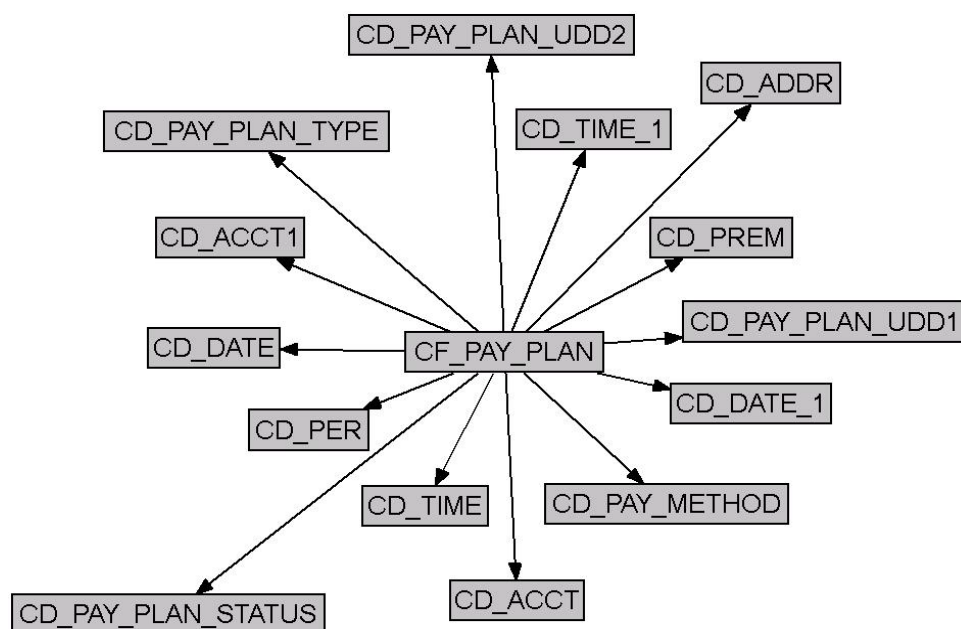 CD_PAY_PLAN_UDD2
CD_ADDR
CD_PAY_PLAN_TYPE
CD_TIME_1
CD_ACCT1
CD_PREM
CD_PAY_PLAN_UDD1
CD_DATE
CF_PAY_PLAN
CD_DATE_1
CD_PER
CD_TIME
CD_PAY_METHOD
CD_ACCT
CD_PAY_PLAN_STATUS